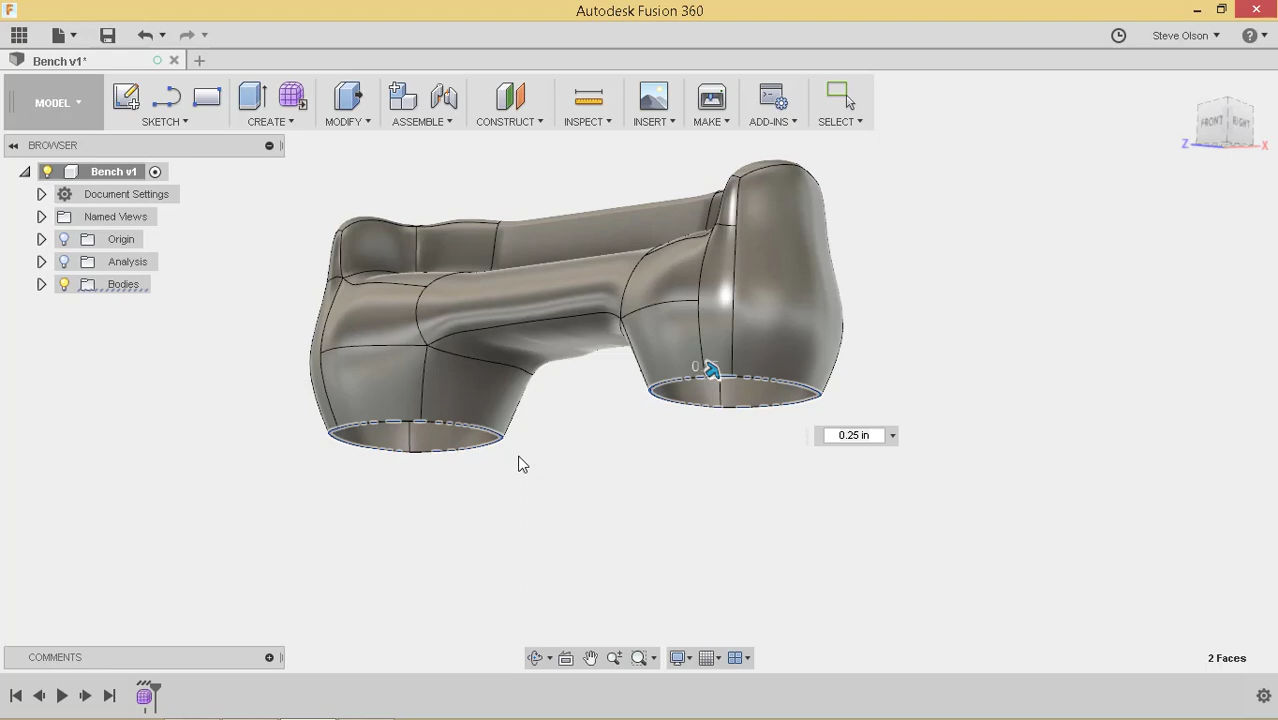 Autodesk Fusion 360
Steve Olson
Bench v1*
MODEL
SKETCH
CREATE
MODIFY
ASSEMBLE
CONSTRUCT
INSPECT
INSERT
MAKE
ADD-INS
SELECT
BROWSER
Bench v1
Document Settings
Named Views
Origin
Analysis
Bodies
FRONT
RIGHT
Z
X
0.25 in
COMMENTS
2 Faces